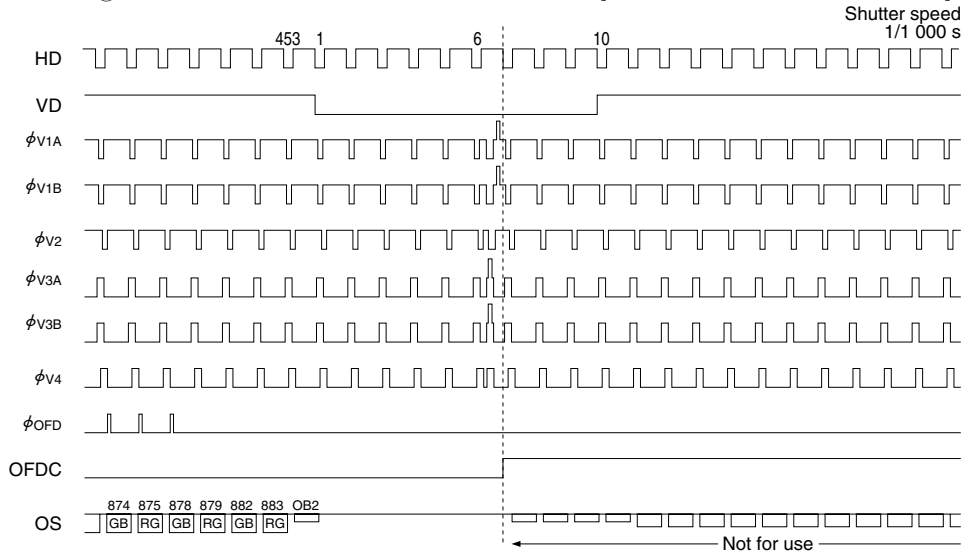 Shutter speed
1/1 000 s
453 1 6 10
HD
VD
ϕV1A
ϕV1B
ϕV2
ϕV3A
ϕV3B
ϕV4
ϕOFD
OFDC
874 875 878 879 882 883 OB2
OS GB RG GB RG GB RG
Not for use